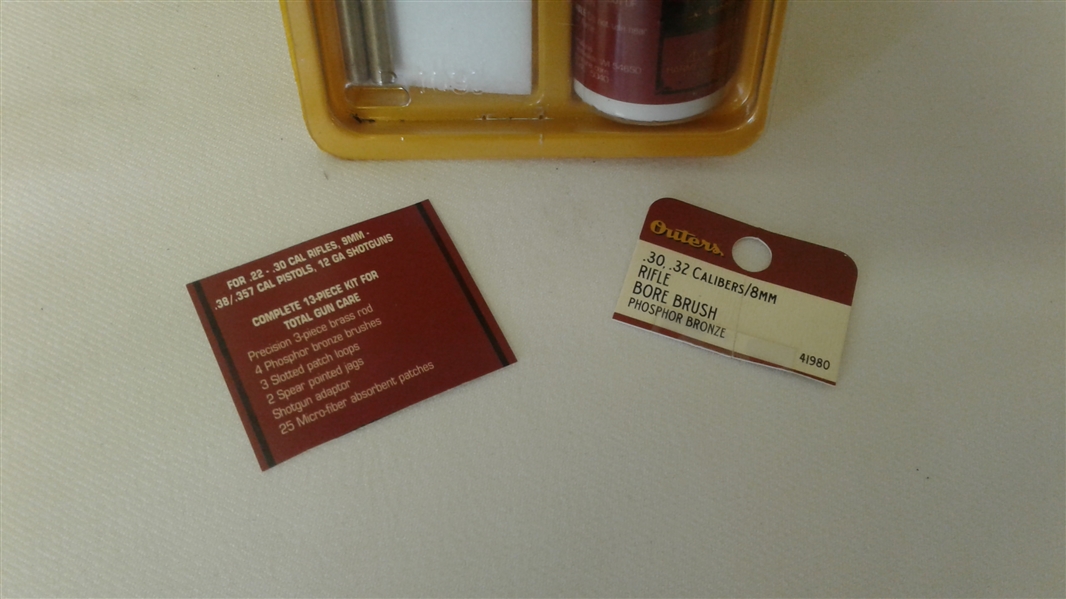 54650
FOR .22 - .30 CAL RIFLES, 9MM -
.38/.357 CAL PISTOLS, 12 GA SHOTGUNS
COMPLETE 13-PIECE KIT FOR
TOTAL GUN CARE
Precision 3-piece brass rod
4 Phosphor bronze brushes
3 Slotted patch loops
2 Spear pointed jags
Shotgun adaptor
25 Micro-fiber absorbent patches
Outers
.30, .32 CALIBERS/8MM
RIFLE
BORE BRUSH
PHOSPHOR BRONZE
41980